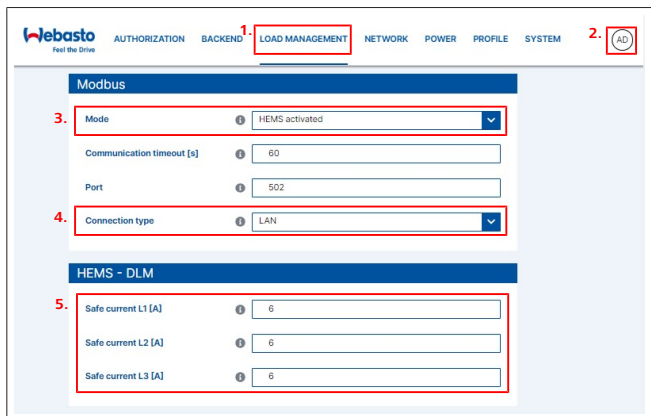 webasto
Feel the Drive
AUTHORIZATION BACKEND 1. LOAD MANAGEMENT NETWORK POWER PROFILE SYSTEM 2. AD
Modbus
3. Mode i HEMS activated
Communication timeout [s] i 60
Port i 502
4. Connection type i LAN
HEMS - DLM
5. Safe current L1 [A] i 6
Safe current L2 [A] i 6
Safe current L3 [A] i 6